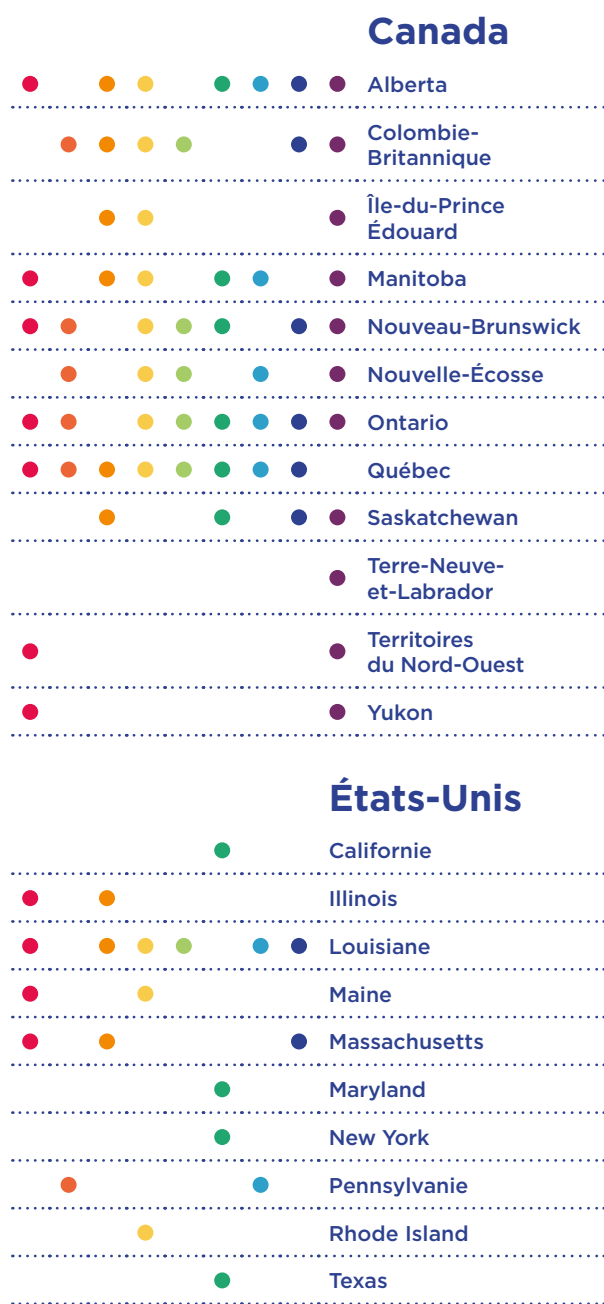 Canada
Alberta
Colombie-
Britannique
Île-du-Prince
Édouard
Manitoba
Nouveau-Brunswick
Nouvelle-Écosse
Ontario
Québec
Saskatchewan
Terre-Neuve-
et-Labrador
Territoires
du Nord-Ouest
Yukon
États-Unis
Californie
Illinois
Louisiane
Maine
Massachusetts
Maryland
New York
Pennsylvanie
Rhode Island
Texas